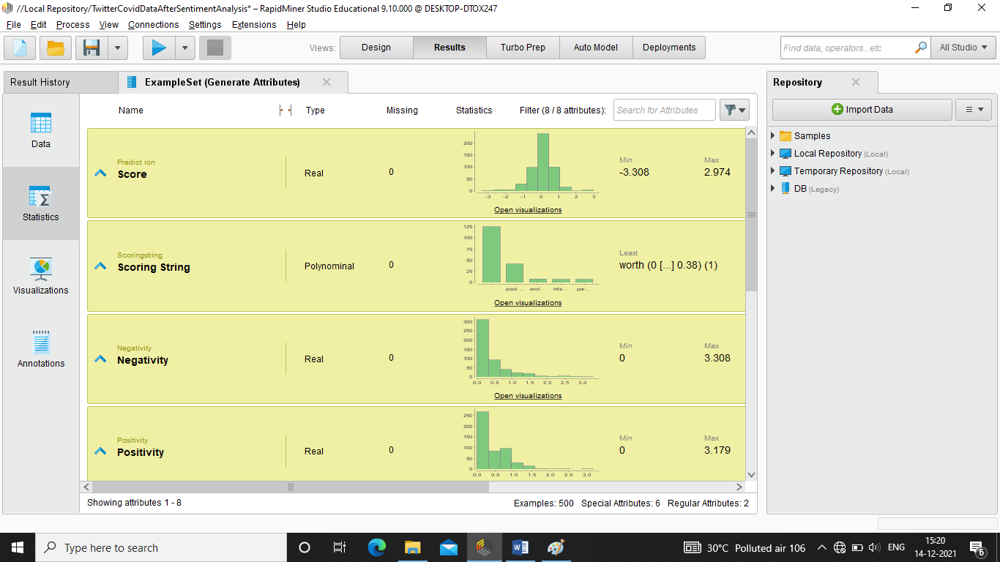 //Local Repository/TwitterCovidDataAfterSentimentAnalysis* – RapidMiner Studio Educational 9.10.000 @ DESKTOP-DTOX247
File Edit Process View Connections Settings Extensions Help
Views: Design Results Turbo Prep Auto Model Deployments Find data, operators...etc All Studio
Result History ExampleSet (Generate Attributes) Repository
Name Type Missing Statistics Filter (8 / 8 attributes): Search for Attributes
Import Data
Data
Statistics
Visualizations
Annotations
Predict ion
Score Real 0
200
150
100
50
0
-3 -2 -1 0 1 2 3
Min Max
-3.308 2.974
Open visualizations
Scoringstring
Scoring String Polynominal 0
125
100
75
50
25
0
posit... excl... infe... par...
Least
worth (0 [...] 0.38) (1)
Open visualizations
Negativity
Negativity Real 0
300
250
200
150
100
50
0
0.0 0.5 1.0 1.5 2.0 2.5 3.0
Min Max
0 3.308
Open visualizations
Positivity
Positivity Real 0
250
200
150
100
50
0
0.0 0.5 1.0 1.5 2.0 2.5 3.0
Min Max
0 3.179
Showing attributes 1 - 8
Examples: 500 Special Attributes: 6 Regular Attributes: 2
Samples
Local Repository (Local)
Temporary Repository (Local)
DB (Legacy)
Type here to search
30°C Polluted air 106
ENG
15:20
14-12-2021
6